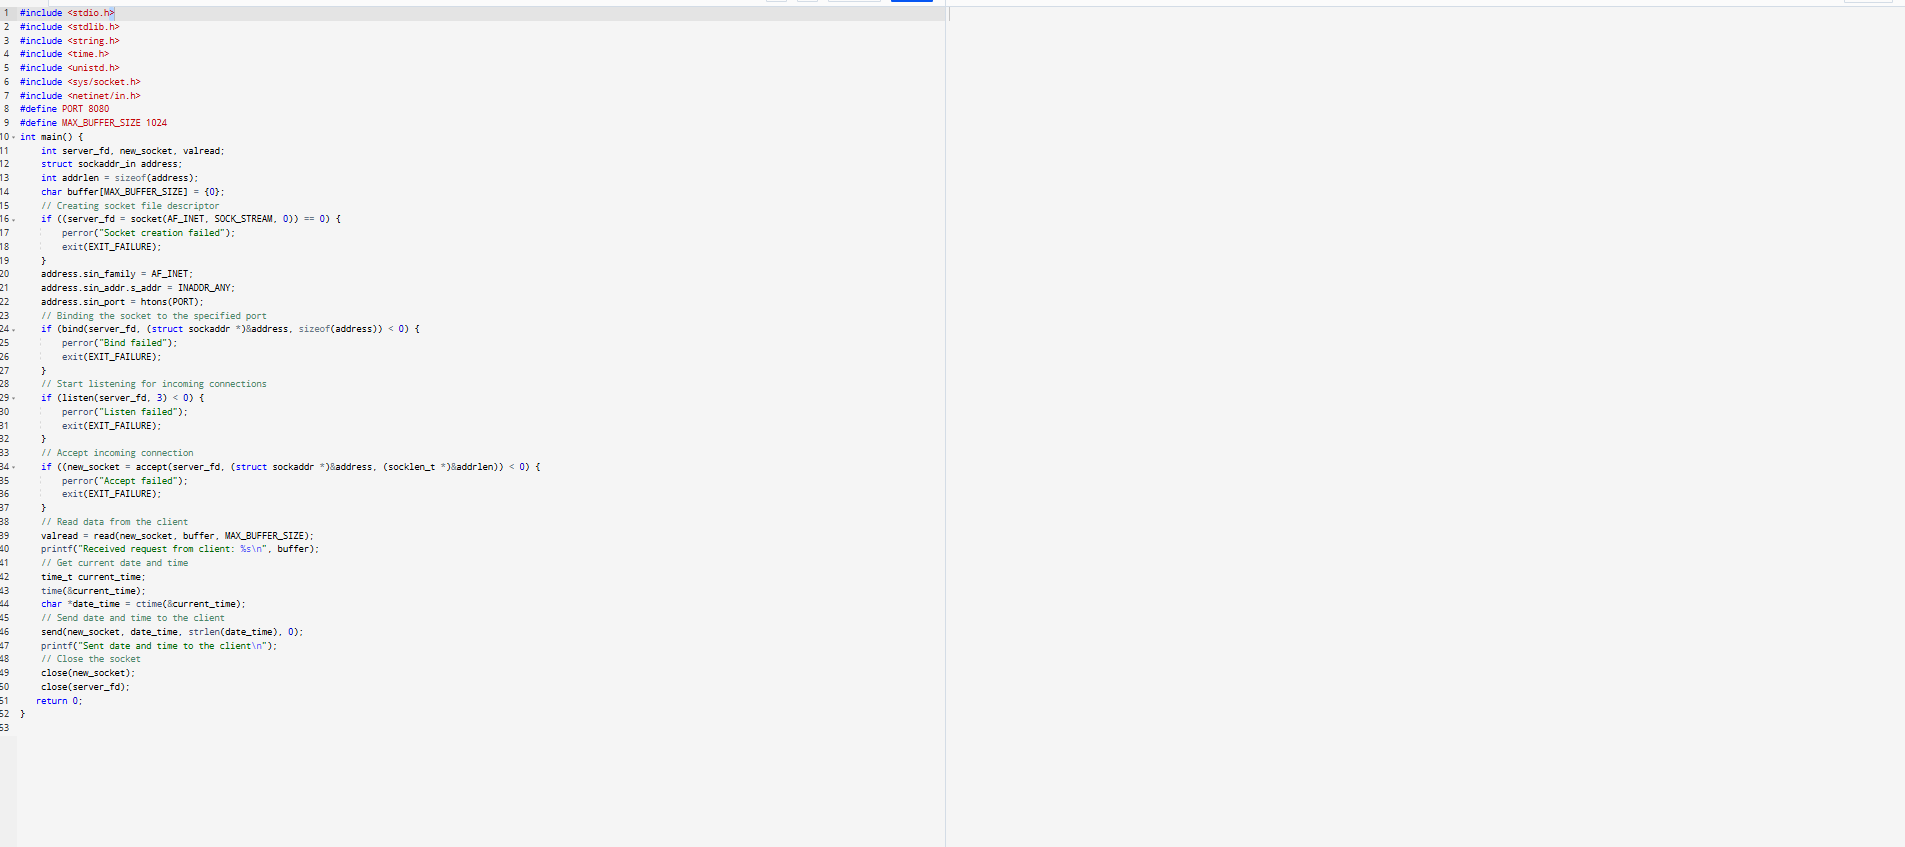 1 #include <stdio.h>
2 #include <stdlib.h>
3 #include <string.h>
4 #include <time.h>
5 #include <unistd.h>
6 #include <sys/socket.h>
7 #include <netinet/in.h>
8 #define PORT 8080
9 #define MAX_BUFFER_SIZE 1024
10 int main() {
11     int server_fd, new_socket, valread;
12     struct sockaddr_in address;
13     int addrlen = sizeof(address);
14     char buffer[MAX_BUFFER_SIZE] = {0};
15     // Creating socket file descriptor
16     if ((server_fd = socket(AF_INET, SOCK_STREAM, 0)) == 0) {
17         perror("Socket creation failed");
18         exit(EXIT_FAILURE);
19     }
20     address.sin_family = AF_INET;
21     address.sin_addr.s_addr = INADDR_ANY;
22     address.sin_port = htons(PORT);
23     // Binding the socket to the specified port
24     if (bind(server_fd, (struct sockaddr *)&address, sizeof(address)) < 0) {
25         perror("Bind failed");
26         exit(EXIT_FAILURE);
27     }
28     // Start listening for incoming connections
29     if (listen(server_fd, 3) < 0) {
30         perror("Listen failed");
31         exit(EXIT_FAILURE);
32     }
33     // Accept incoming connection
34     if ((new_socket = accept(server_fd, (struct sockaddr *)&address, (socklen_t *)&addrlen)) < 0) {
35         perror("Accept failed");
36         exit(EXIT_FAILURE);
37     }
38     // Read data from the client
39     valread = read(new_socket, buffer, MAX_BUFFER_SIZE);
40     printf("Received request from client: %s\n", buffer);
41     // Get current date and time
42     time_t current_time;
43     time(&current_time);
44     char *date_time = ctime(&current_time);
45     // Send date and time to the client
46     send(new_socket, date_time, strlen(date_time), 0);
47     printf("Sent date and time to the client\n");
48     // Close the socket
49     close(new_socket);
50     close(server_fd);
51    return 0;
52 }
53